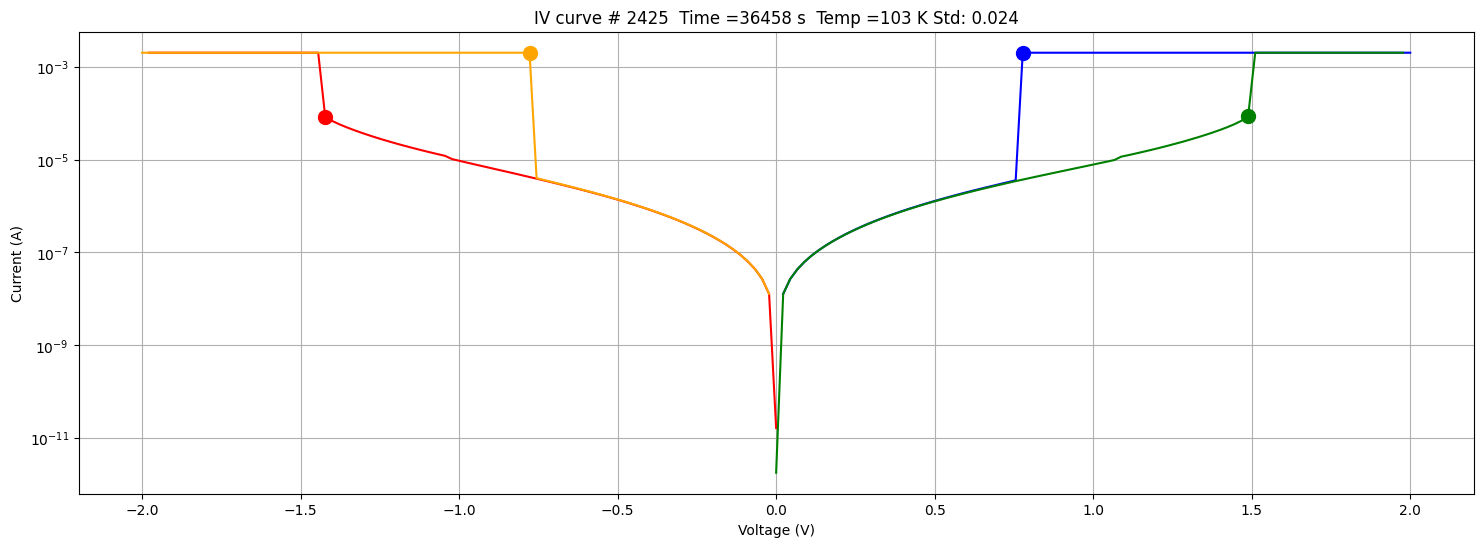 IV curve # 2425  Time =36458 s  Temp =103 K Std: 0.024
Current (A)
10⁻³
10⁻⁵
10⁻⁷
10⁻⁹
10⁻¹¹
−2.0 −1.5 −1.0 −0.5 0.0 0.5 1.0 1.5 2.0
Voltage (V)